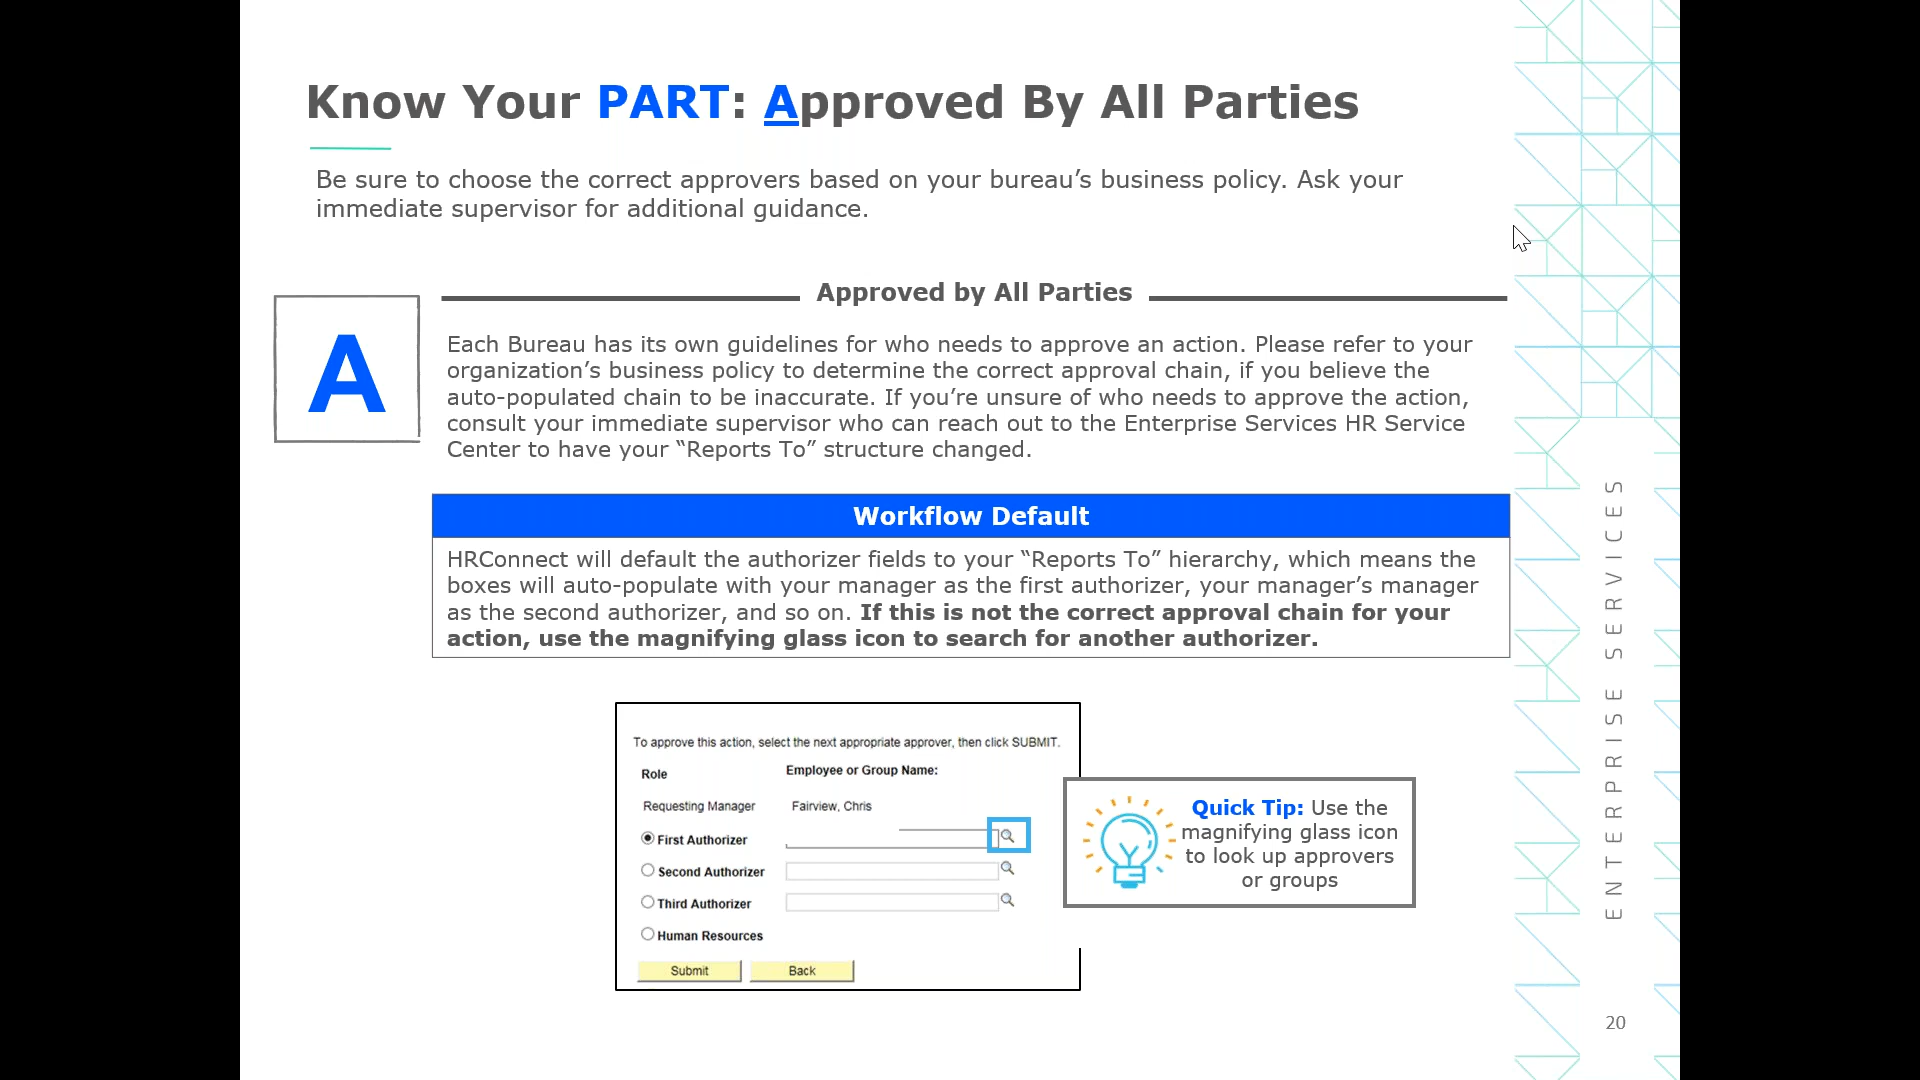 Know Your PART: Approved By All Parties
Be sure to choose the correct approvers based on your bureau’s business policy. Ask your
immediate supervisor for additional guidance.
Approved by All Parties
A
Each Bureau has its own guidelines for who needs to approve an action. Please refer to your
organization’s business policy to determine the correct approval chain, if you believe the
auto-populated chain to be inaccurate. If you’re unsure of who needs to approve the action,
consult your immediate supervisor who can reach out to the Enterprise Services HR Service
Center to have your “Reports To” structure changed.
Workflow Default
HRConnect will default the authorizer fields to your “Reports To” hierarchy, which means the
boxes will auto-populate with your manager as the first authorizer, your manager’s manager
as the second authorizer, and so on. If this is not the correct approval chain for your
action, use the magnifying glass icon to search for another authorizer.
To approve this action, select the next appropriate approver, then click SUBMIT.
Role Employee or Group Name:
Requesting Manager Fairview, Chris
First Authorizer
Second Authorizer
Third Authorizer
Human Resources
Submit Back
Quick Tip: Use the
magnifying glass icon
to look up approvers
or groups
ENTERPRISE SERVICES
20